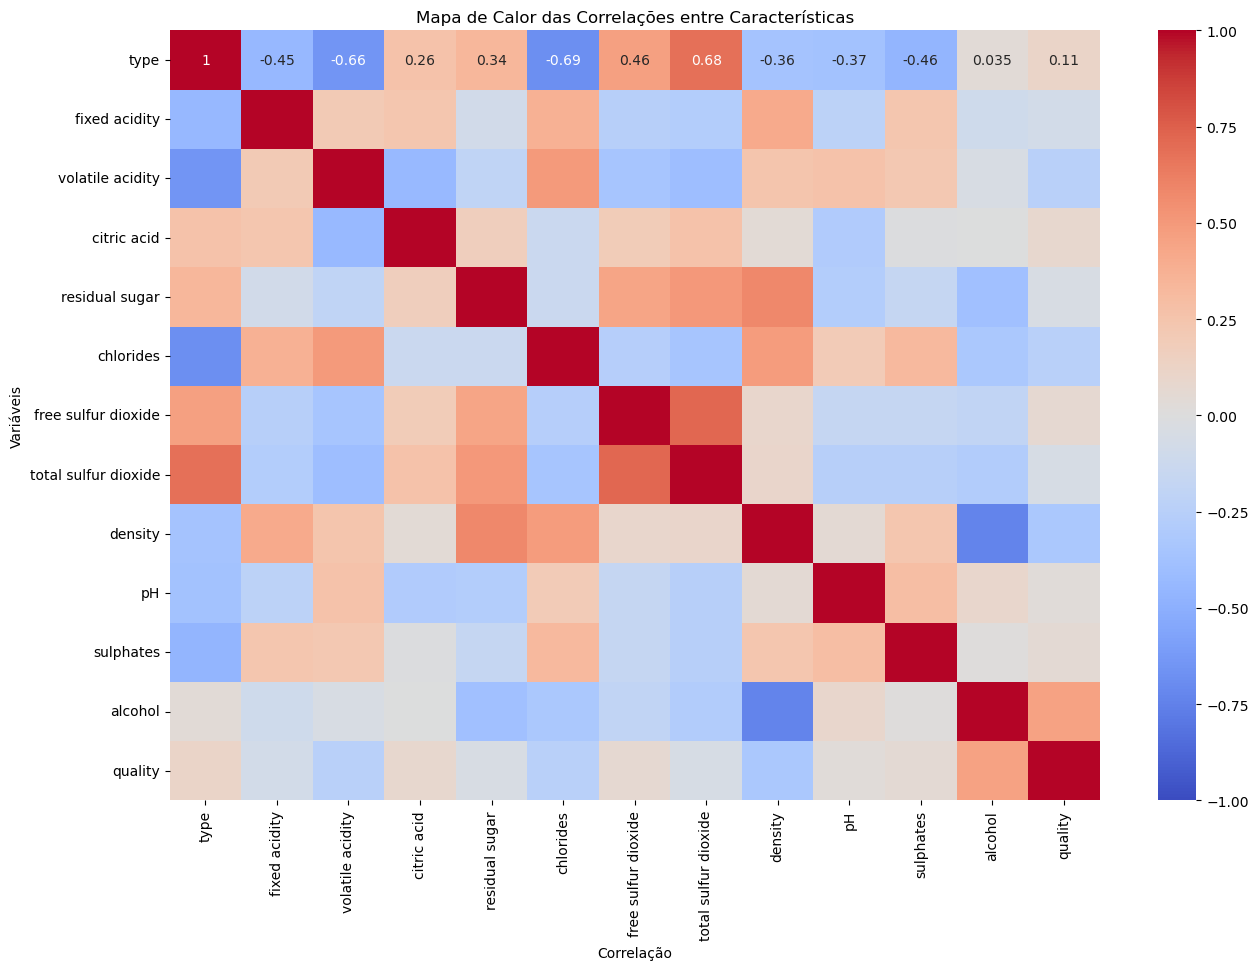 Mapa de Calor das Correlações entre Características
type 1 -0.45 -0.66 0.26 0.34 -0.69 0.46 0.68 -0.36 -0.37 -0.46 0.035 0.11
fixed acidity
volatile acidity
citric acid
residual sugar
chlorides
free sulfur dioxide
total sulfur dioxide
density
pH
sulphates
alcohol
quality
Variáveis
type fixed acidity volatile acidity citric acid residual sugar chlorides free sulfur dioxide total sulfur dioxide density pH sulphates alcohol quality
Correlação
1.00
0.75
0.50
0.25
0.00
−0.25
−0.50
−0.75
−1.00